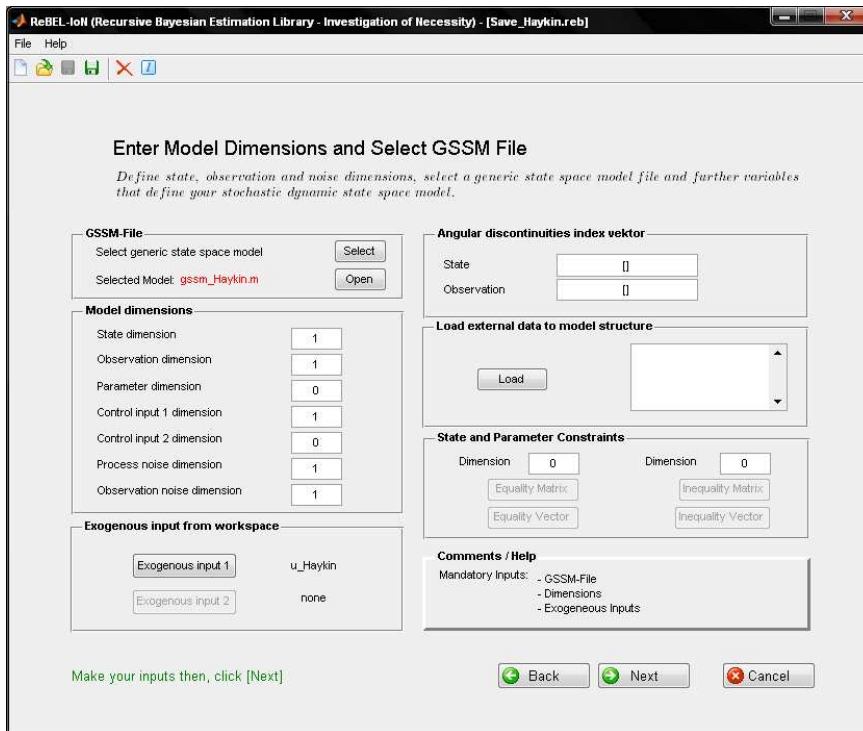 ReBEL-IoN (Recursive Bayesian Estimation Library - Investigation of Necessity) - [Save_Haykin.reb]
File Help
Enter Model Dimensions and Select GSSM File
Define state, observation and noise dimensions, select a generic state space model file and further variables
that define your stochastic dynamic state space model.
GSSM-File
Select generic state space model Select
Selected Model: gssm_Haykin.m Open
Model dimensions
State dimension 1
Observation dimension 1
Parameter dimension 0
Control input 1 dimension 1
Control input 2 dimension 0
Process noise dimension 1
Observation noise dimension 1
Exogenous input from workspace
Exogenous input 1 u_Haykin
Exogenous input 2 none
Angular discontinuities index vektor
State []
Observation []
Load external data to model structure
Load
State and Parameter Constraints
Dimension 0 Dimension 0
Equality Matrix Inequality Matrix
Equality Vector Inequality Vector
Comments / Help
Mandatory Inputs: - GSSM-File
- Dimensions
- Exogeneous Inputs
Make your inputs then, click [Next]
Back Next Cancel